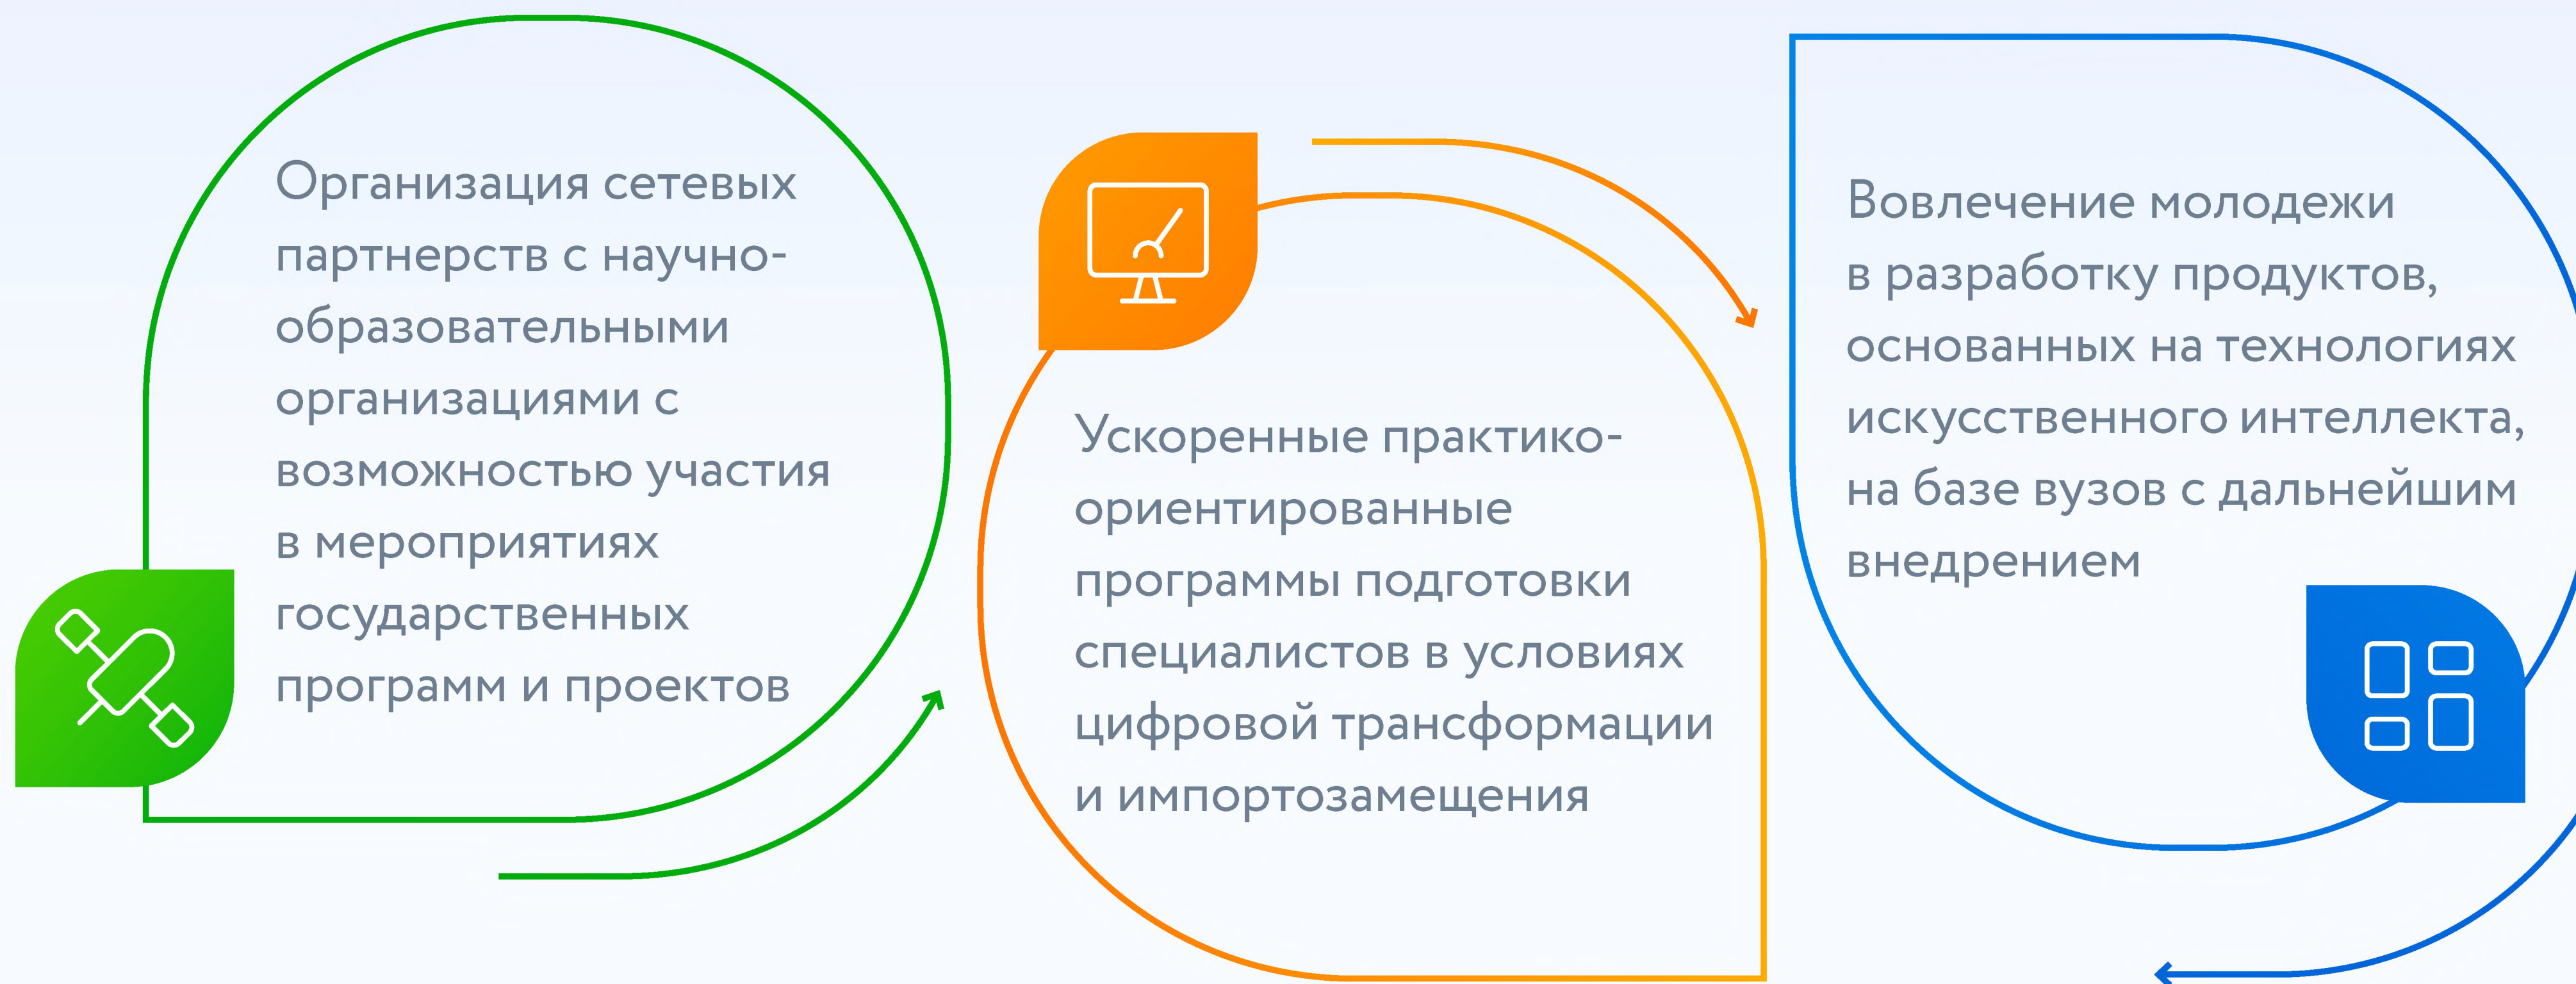 Организация сетевых
партнерств с научно-
образовательными
организациями с
возможностью участия
в мероприятиях
государственных
программ и проектов
Ускоренные практико-
ориентированные
программы подготовки
специалистов в условиях
цифровой трансформации
и импортозамещения
Вовлечение молодежи
в разработку продуктов,
основанных на технологиях
искусственного интеллекта,
на базе вузов с дальнейшим
внедрением